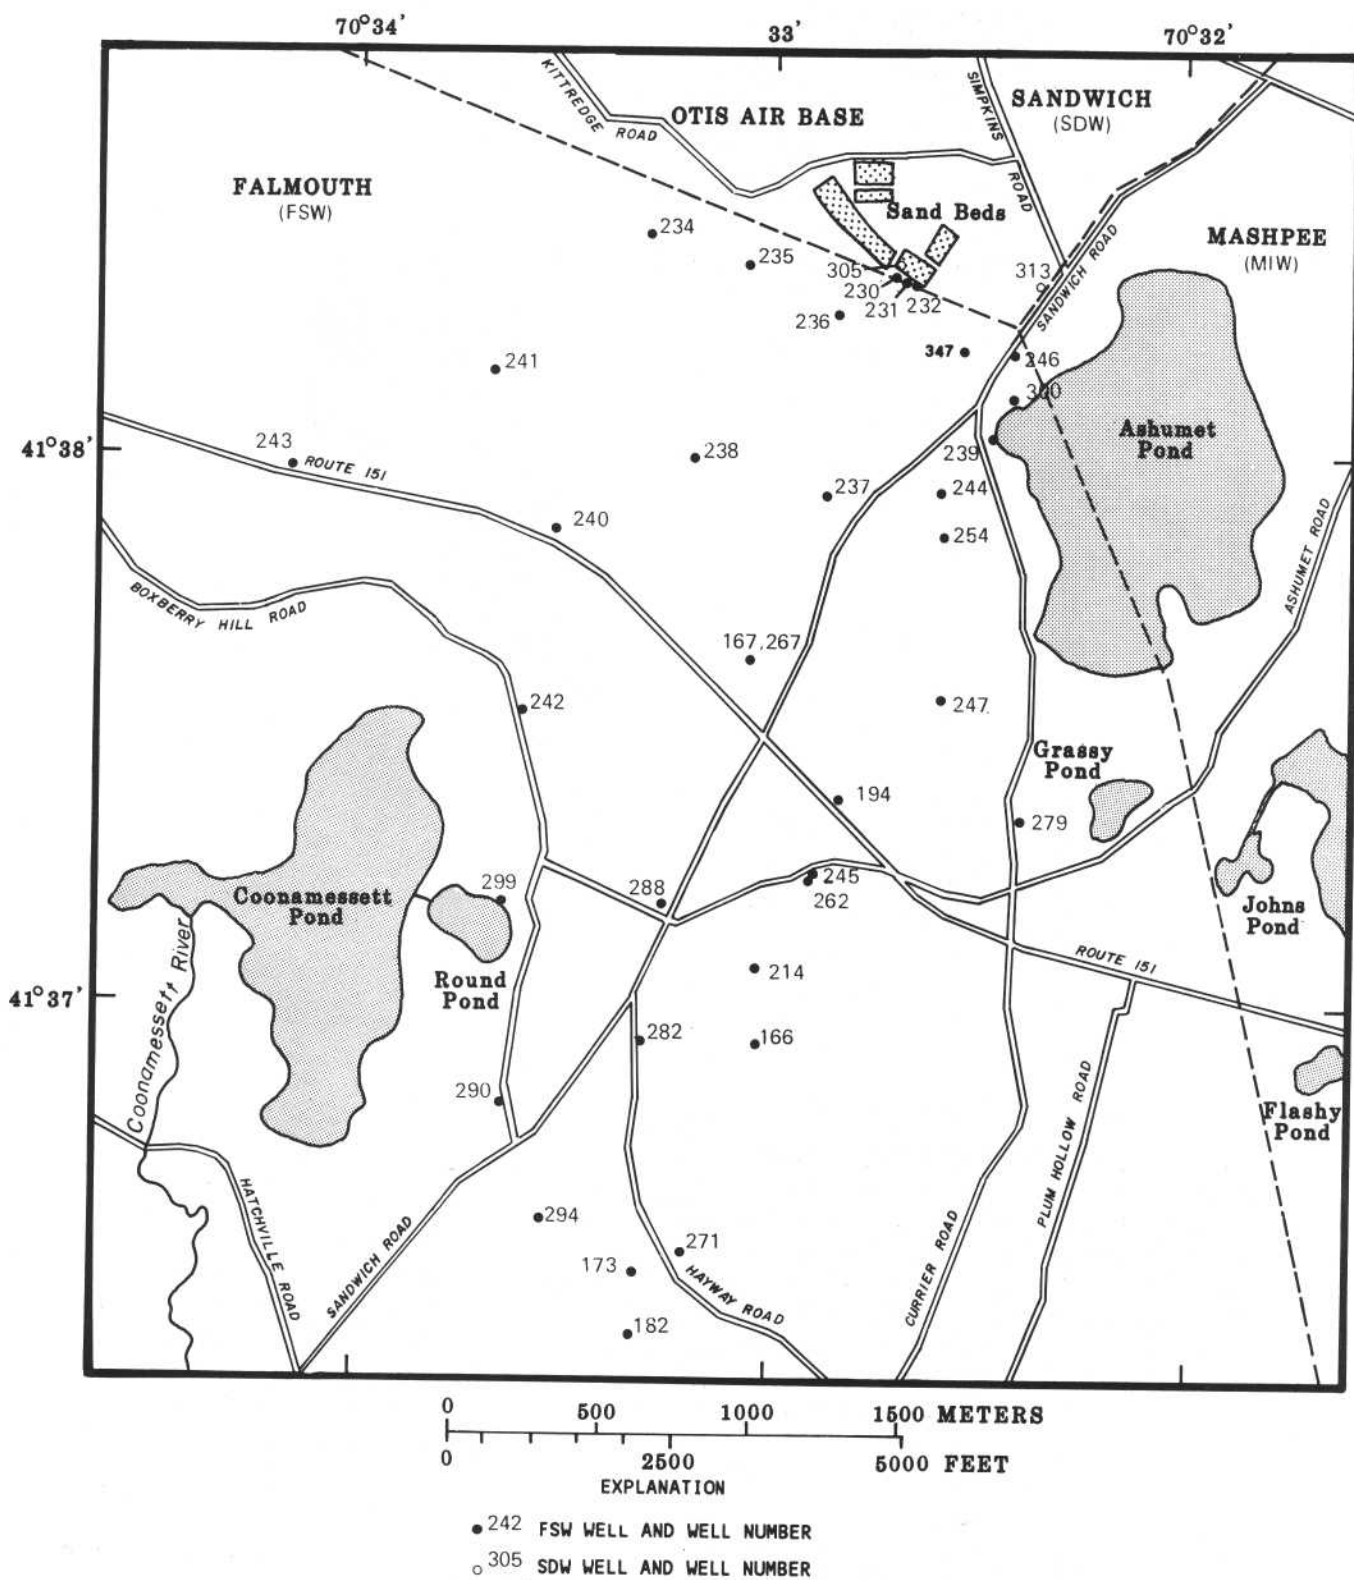 70°34'
33'
70°32'
KITTREDGE ROAD
OTIS AIR BASE
SIMPKINS ROAD
SANDWICH
(SDW)
FALMOUTH
(FSW)
Sand Beds
MASHPEE
(MIW)
SANDWICH ROAD
234
235
305
230
231
232
313
236
347
246
300
241
41°38'
243
ROUTE 151
238
239
Ashumet
Pond
237
244
240
254
ASHUMET ROAD
BOXBERRY HILL ROAD
167,267
242
247
Grassy
Pond
194
279
245
262
299
288
Coonamessett
Pond
Johns
Pond
Coonamessett River
Round
Pond
214
ROUTE 151
41°37'
282
166
290
Flashy
Pond
PLUM HOLLOW ROAD
HATCHVILLE ROAD
SANDWICH ROAD
294
271
173
HAYWAY ROAD
CURRIER ROAD
182
0 500 1000 1500 METERS
0 2500 5000 FEET
EXPLANATION
242 FSW WELL AND WELL NUMBER
305 SDW WELL AND WELL NUMBER